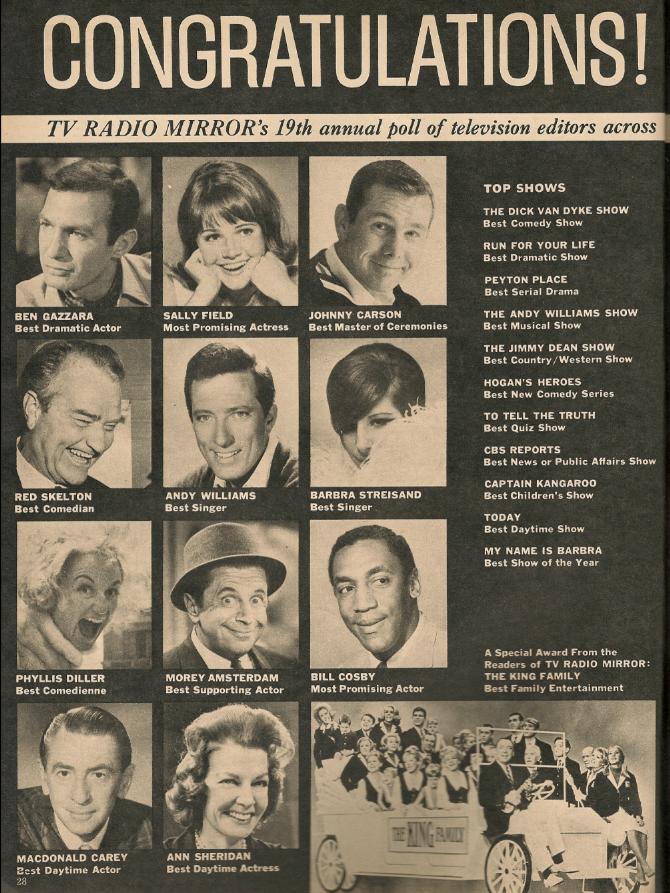 CONGRATULATIONS!
TV RADIO MIRROR's 19th annual poll of television editors across
BEN GAZZARA
Best Dramatic Actor
SALLY FIELD
Most Promising Actress
JOHNNY CARSON
Best Master of Ceremonies
RED SKELTON
Best Comedian
ANDY WILLIAMS
Best Singer
BARBRA STREISAND
Best Singer
PHYLLIS DILLER
Best Comedienne
MOREY AMSTERDAM
Best Supporting Actor
BILL COSBY
Most Promising Actor
MACDONALD CAREY
Best Daytime Actor
28
ANN SHERIDAN
Best Daytime Actress
TOP SHOWS
THE DICK VAN DYKE SHOW
Best Comedy Show
RUN FOR YOUR LIFE
Best Dramatic Show
PEYTON PLACE
Best Serial Drama
THE ANDY WILLIAMS SHOW
Best Musical Show
THE JIMMY DEAN SHOW
Best Country/Western Show
HOGAN'S HEROES
Best New Comedy Series
TO TELL THE TRUTH
Best Quiz Show
CBS REPORTS
Best News or Public Affairs Show
CAPTAIN KANGAROO
Best Children's Show
TODAY
Best Daytime Show
MY NAME IS BARBRA
Best Show of the Year
A Special Award From the
Readers of TV RADIO MIRROR:
THE KING FAMILY
Best Family Entertainment
THE KING FAMILY